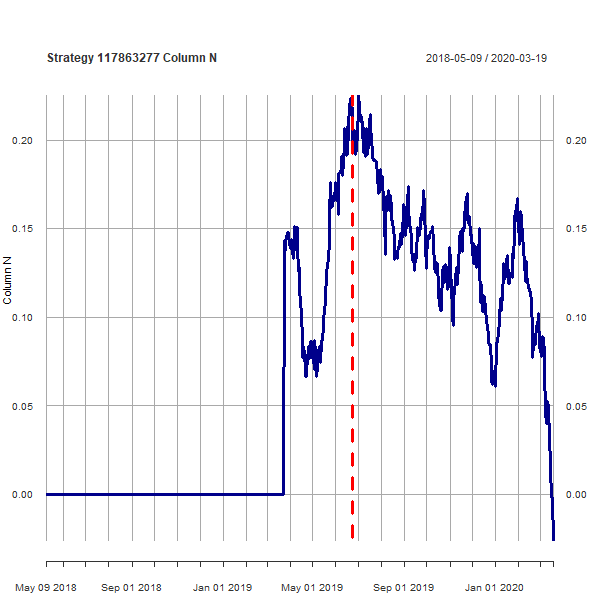 Strategy 117863277 Column N
2018-05-09 / 2020-03-19
0.20
0.20
0.15
0.15
Column N
0.10
0.10
0.05
0.05
0.00
0.00
May 09 2018
Sep 01 2018
Jan 01 2019
May 01 2019
Sep 01 2019
Jan 01 2020